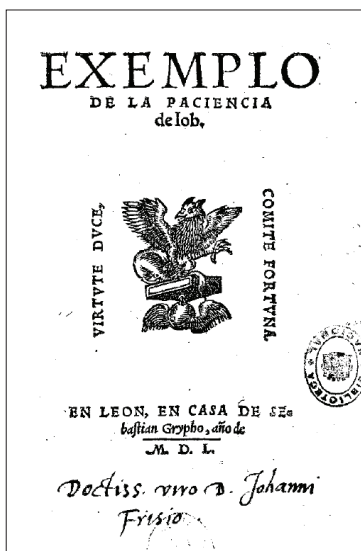 EXEMPLO
DE LA PACIENCIA
de Iob.
VIRTVTE DVCE,
COMITE FORTVNA
EN LEON, EN CASA DE SE=
bastian Grypho, año de
M. D. L.
Doctiss. viro D. Johanni
Frisio